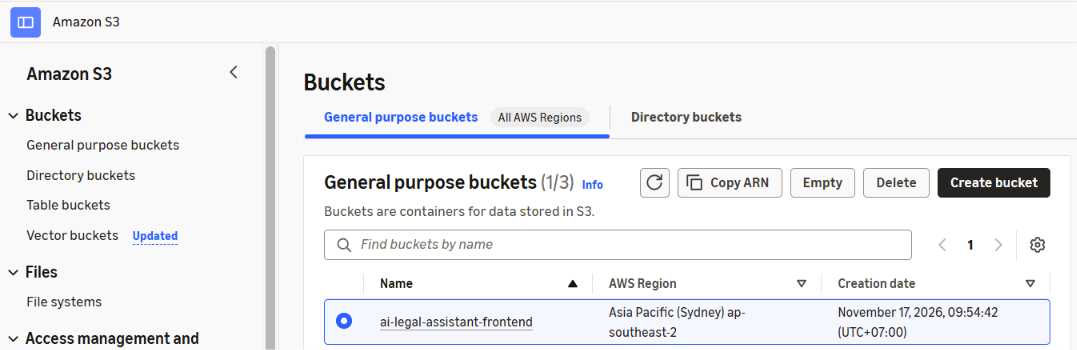 Amazon S3
Amazon S3
Buckets
General purpose buckets
Directory buckets
Table buckets
Vector buckets Updated
Files
File systems
Access management and
Buckets
General purpose buckets All AWS Regions Directory buckets
General purpose buckets (1/3) Info Copy ARN Empty Delete Create bucket
Buckets are containers for data stored in S3.
Find buckets by name 1
Name AWS Region Creation date
ai-legal-assistant-frontend
Asia Pacific (Sydney) ap-
southeast-2
November 17, 2026, 09:54:42
(UTC+07:00)